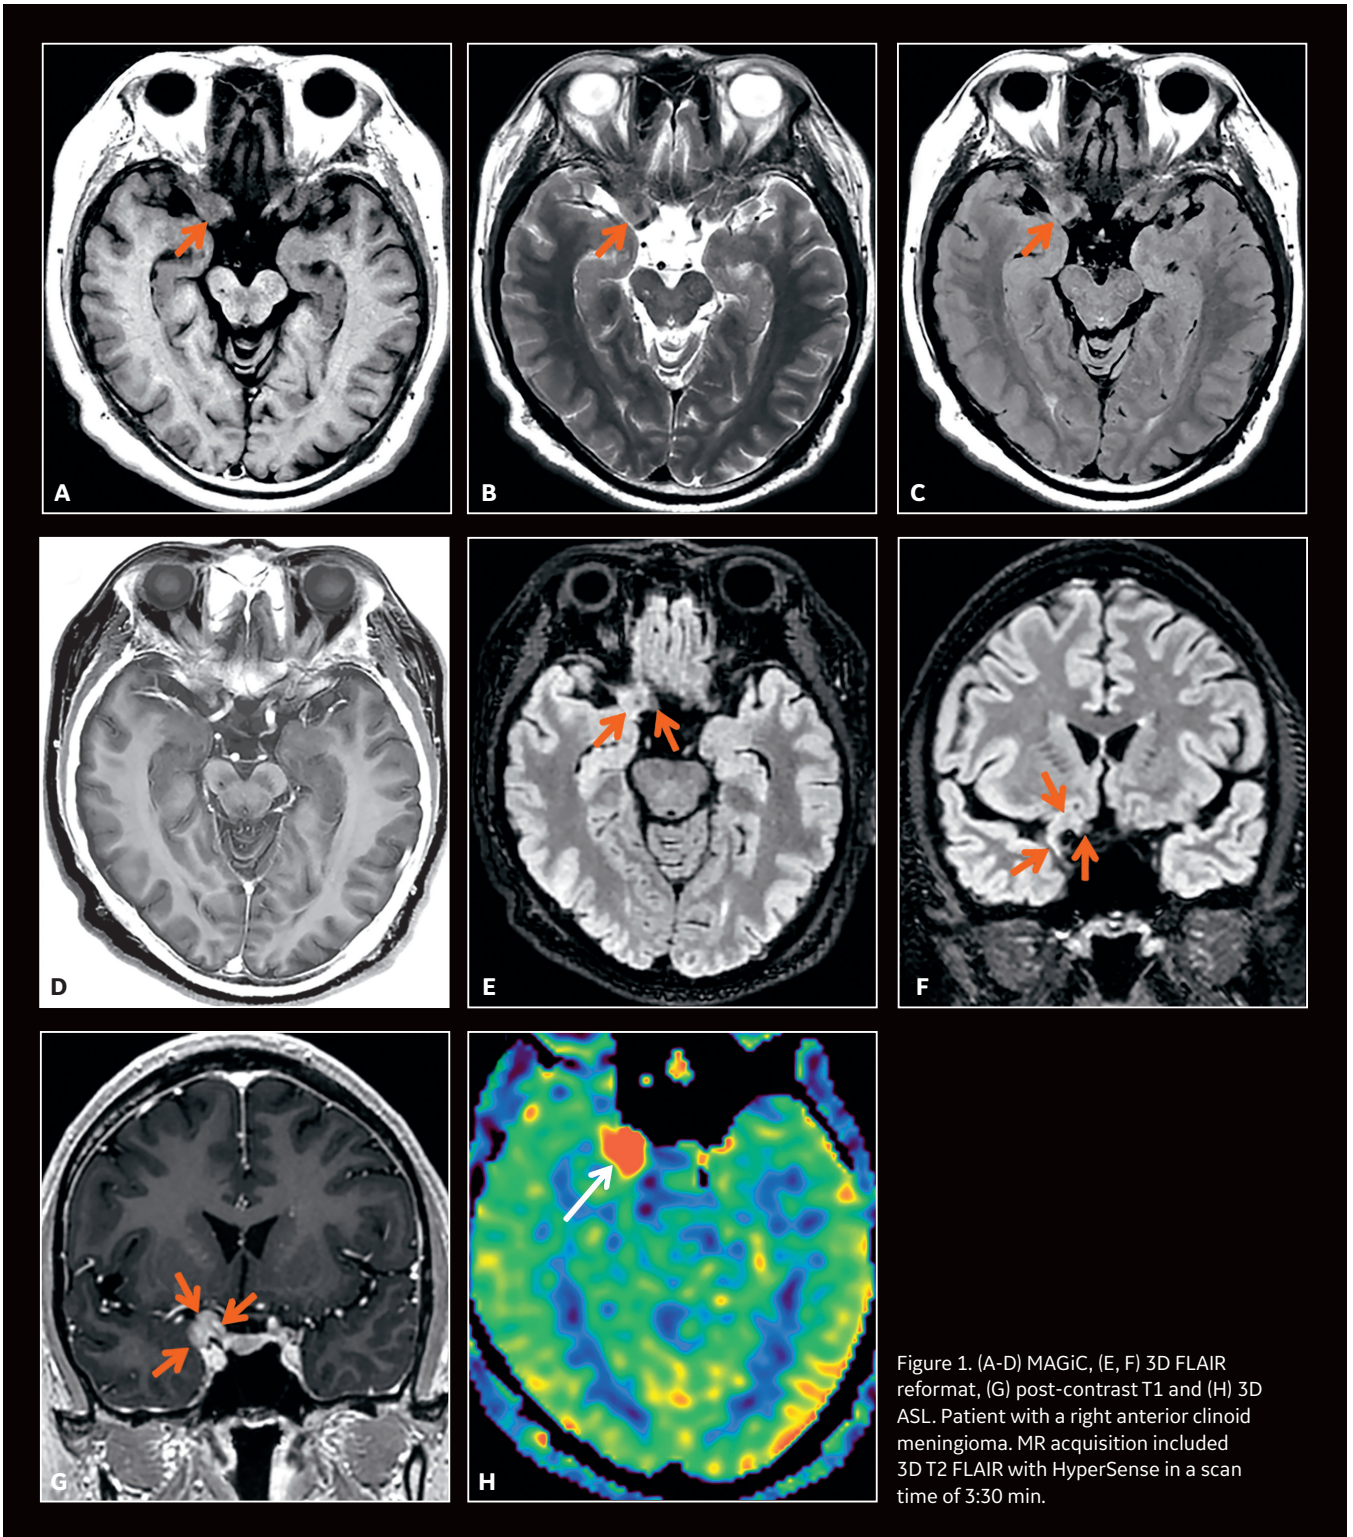 A
B
C
D
E
F
G
H
Figure 1. (A-D) MAGiC, (E, F) 3D FLAIR
reformat, (G) post-contrast T1 and (H) 3D
ASL. Patient with a right anterior clinoid
meningioma. MR acquisition included
3D T2 FLAIR with HyperSense in a scan
time of 3:30 min.